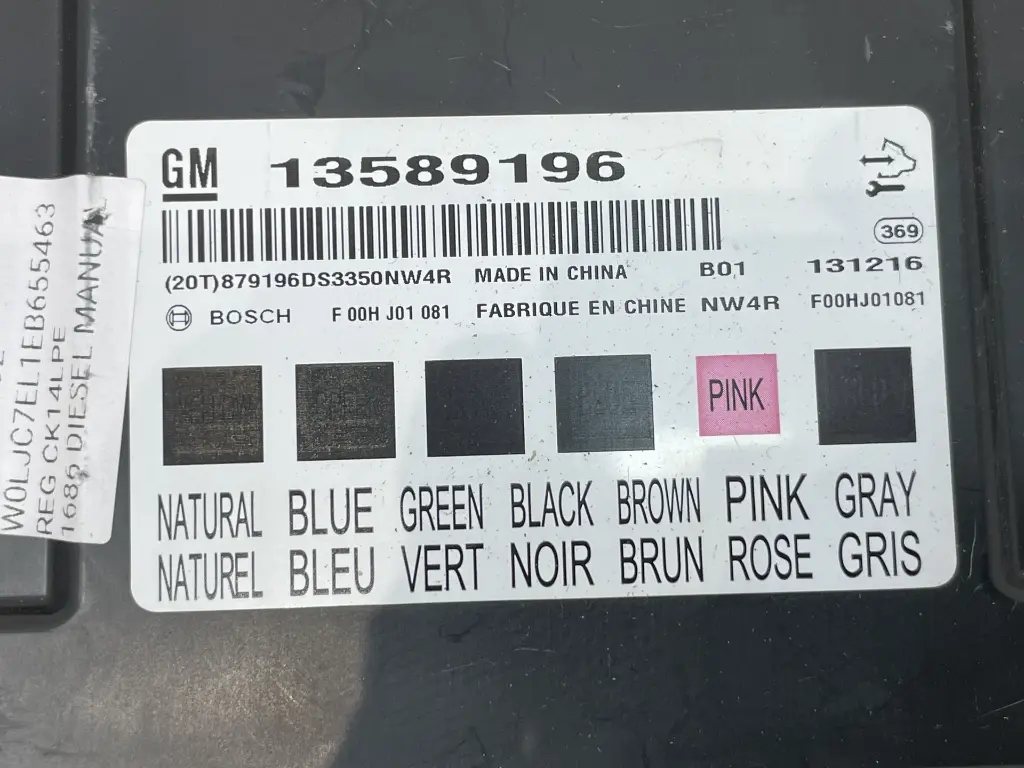 GM 13589196
369
(20T)879196DS3350NW4R MADE IN CHINA B01 131216
BOSCH F 00H J01 081 FABRIQUE EN CHINE NW4R F00HJ01081
PINK
NATURAL BLUE GREEN BLACK BROWN PINK GRAY
NATUREL BLEU VERT NOIR BRUN ROSE GRIS
W0LJC7EL1EB655463
REG CK14LPE
1686 DIESEL MANUAL